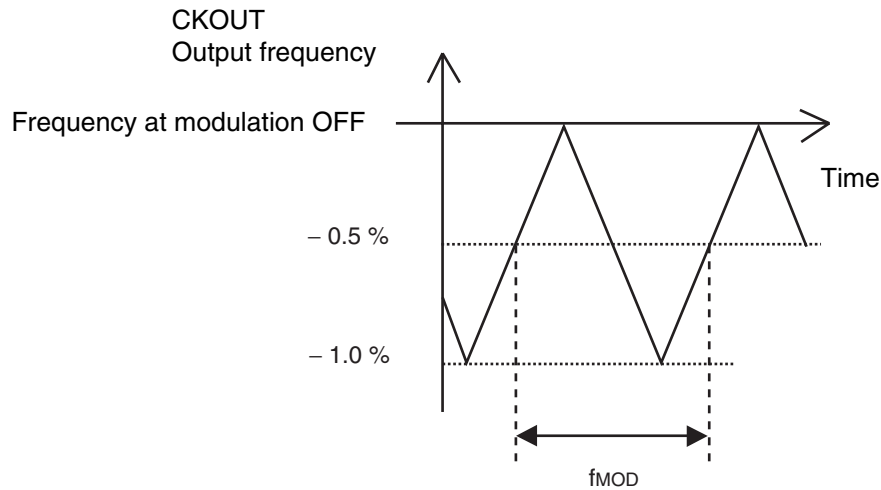 CKOUT
Output frequency
Frequency at modulation OFF
Time
− 0.5 %
− 1.0 %
fMOD